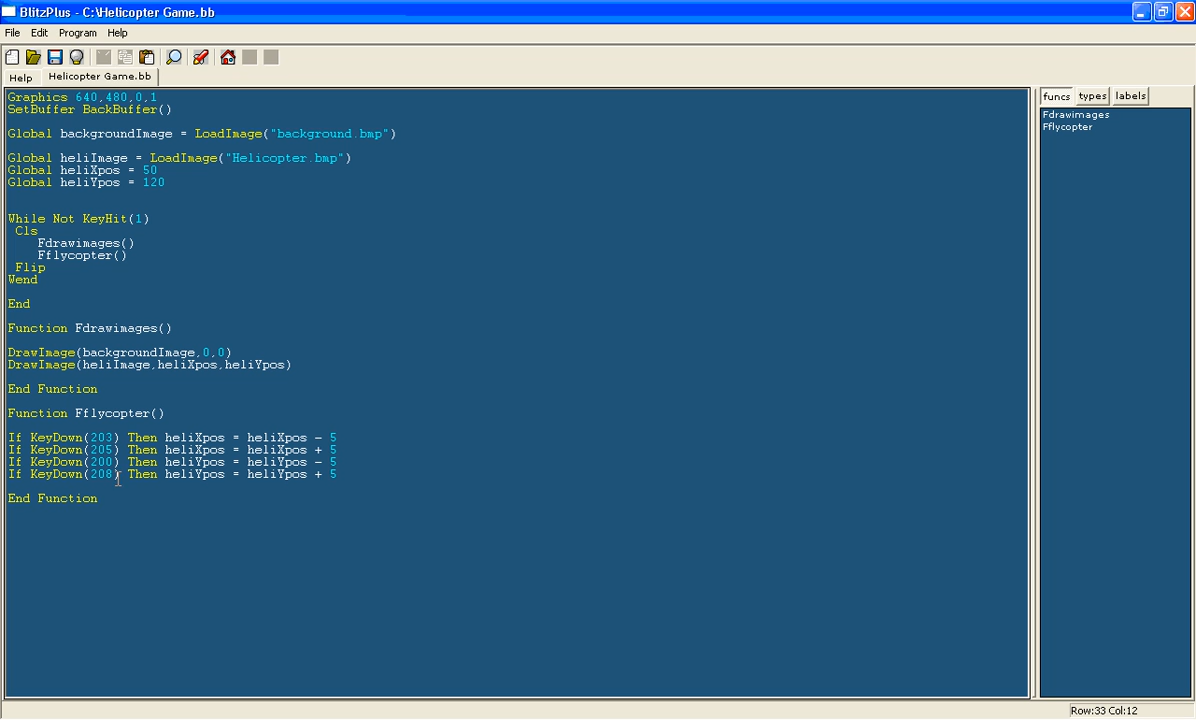 BlitzPlus - C:\Helicopter Game.bb
File Edit Program Help
Help Helicopter Game.bb
Graphics 640,480,0,1
SetBuffer BackBuffer()
Global backgroundImage = LoadImage("background.bmp")
Global heliImage = LoadImage("Helicopter.bmp")
Global heliXpos = 50
Global heliYpos = 120
While Not KeyHit(1)
Cls
Fdrawimages()
Fflycopter()
Flip
Wend
End
Function Fdrawimages()
DrawImage(backgroundImage,0,0)
DrawImage(heliImage,heliXpos,heliYpos)
End Function
Function Fflycopter()
If KeyDown(203) Then heliXpos = heliXpos - 5
If KeyDown(205) Then heliXpos = heliXpos + 5
If KeyDown(200) Then heliYpos = heliYpos - 5
If KeyDown(208) Then heliYpos = heliYpos + 5
End Function
funcs types labels
Fdrawimages
Fflycopter
Row:33 Col:12